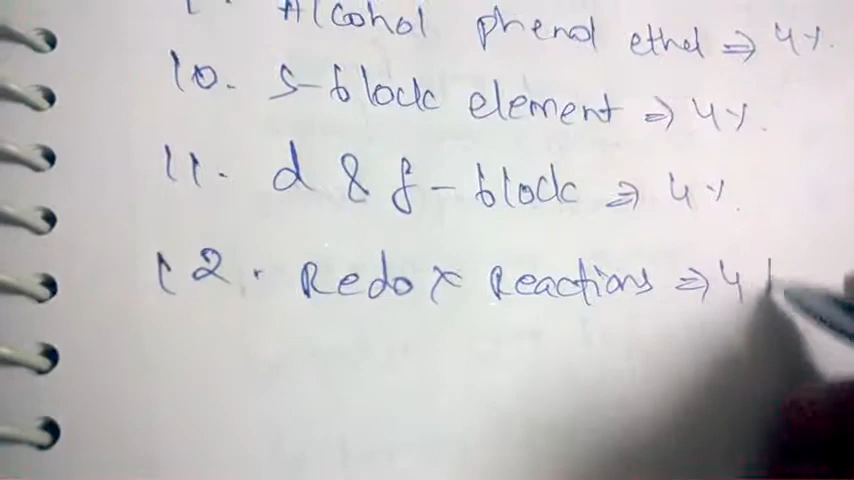 Alcohol phenol ethel => 4%.
10. S-block element => 4%.
11. d & f-block => 4%.
12. Redox Reactions => 4